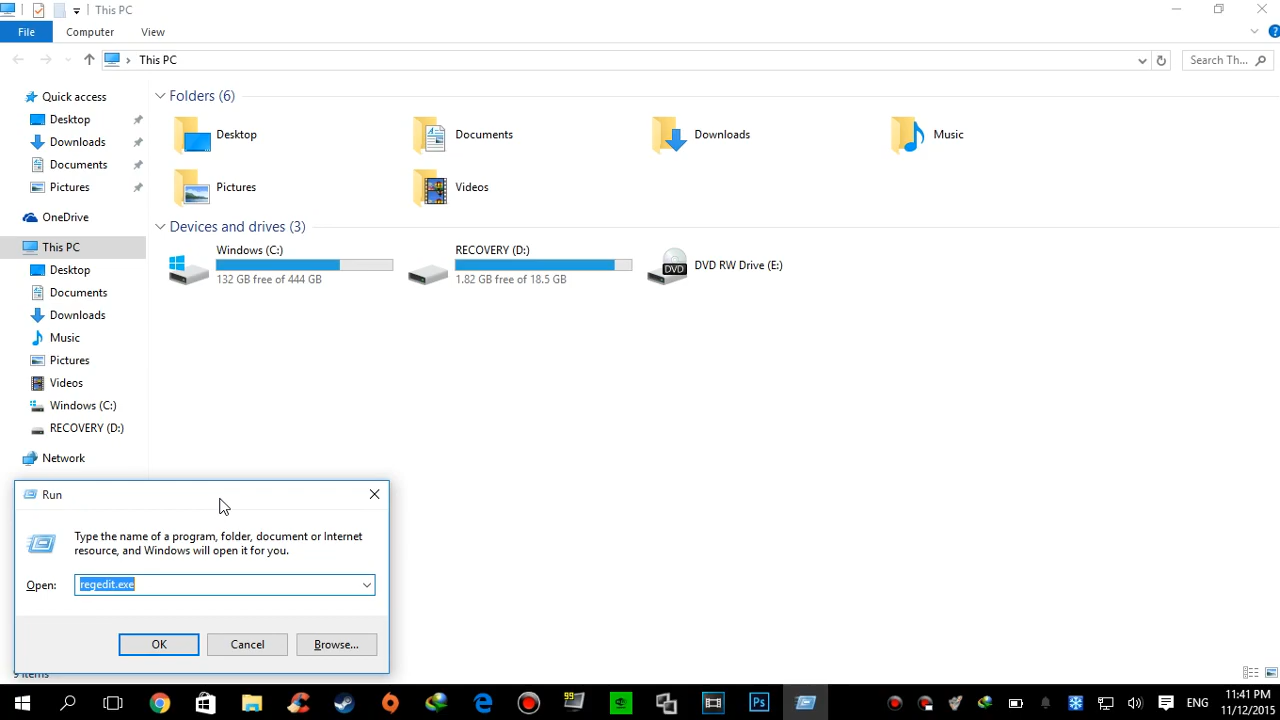 This PC
File
Computer
View
This PC
Search Th...
Quick access
Desktop
Downloads
Documents
Pictures
OneDrive
This PC
Desktop
Documents
Downloads
Music
Pictures
Videos
Windows (C:)
RECOVERY (D:)
Network
Folders (6)
Desktop
Documents
Downloads
Music
Pictures
Videos
Devices and drives (3)
Windows (C:)
132 GB free of 444 GB
RECOVERY (D:)
1.82 GB free of 18.5 GB
DVD
DVD RW Drive (E:)
Run
Type the name of a program, folder, document or Internet
resource, and Windows will open it for you.
Open:
regedit.exe
OK
Cancel
Browse...
9 items
99
Ps
ENG
11:41 PM
11/12/2015